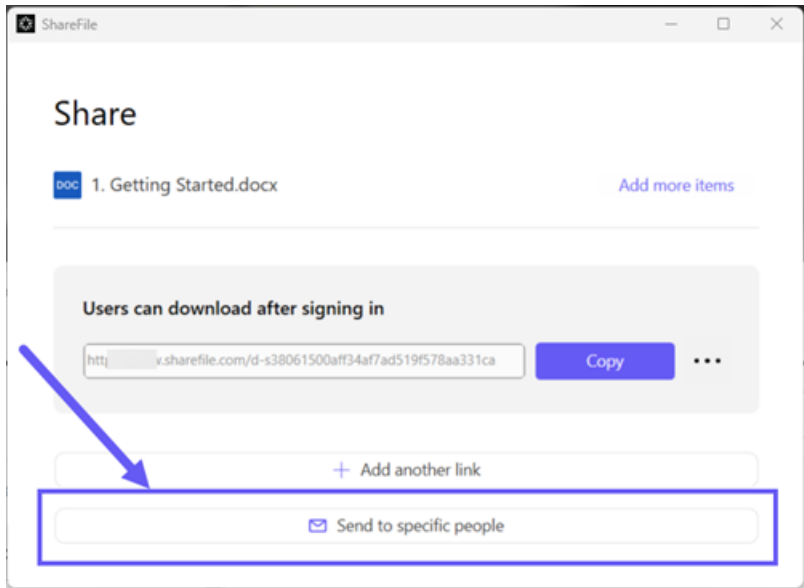 ShareFile
Share
DOC 1. Getting Started.docx Add more items
Users can download after signing in
.sharefile.com/d-s38061500aff34af7ad519f578aa331ca Copy
Add another link
Send to specific people